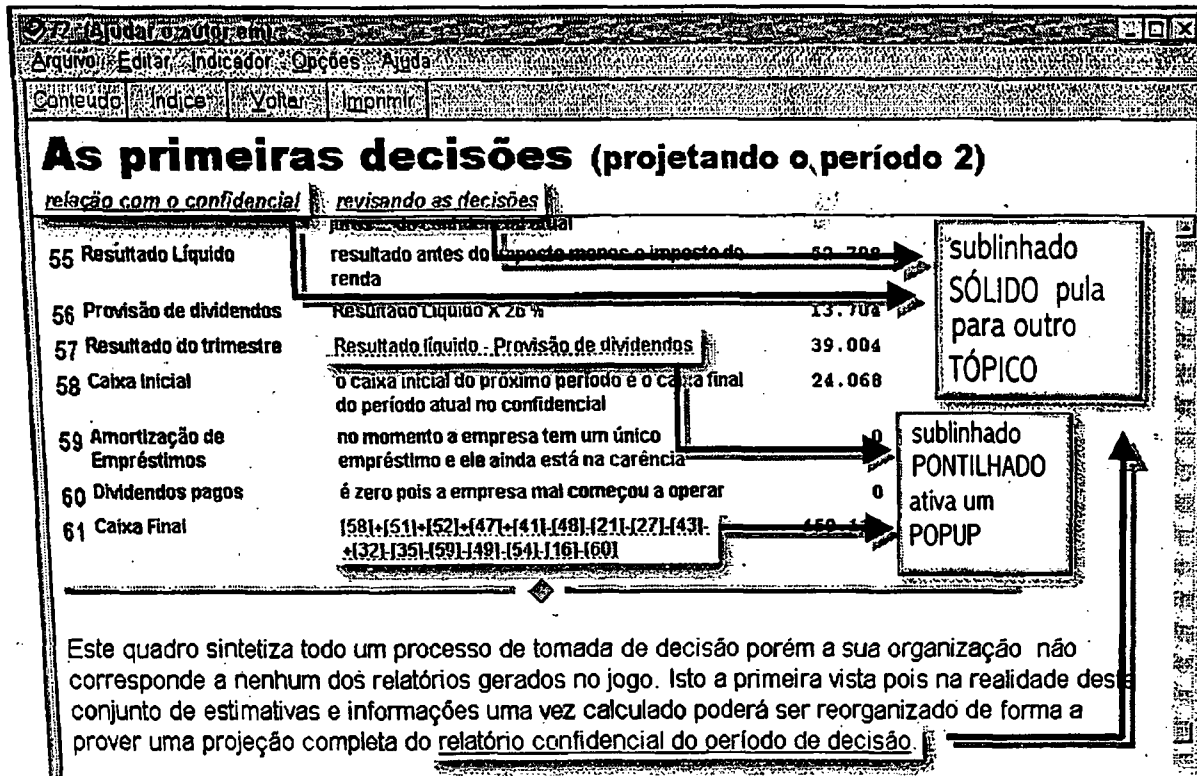 (Ajudar o autor em)
Arquivo Editar Indicador Opções Ajuda
Conteúdo Índice Voltar Imprimir
As primeiras decisões (projetando o período 2)
relação com o confidencial revisando as decisões
55 Resultado Líquido resultado antes do imposto menos o imposto de
renda
56 Provisão de dividendos Resultado Líquido X 26 % 13.704
57 Resultado do trimestre Resultado líquido - Provisão de dividendos 39.004
58 Caixa Inicial o caixa inicial do próximo período é o caixa final 24.068
do período atual no confidencial
59 Amortização de no momento a empresa tem um único 0
Empréstimos empréstimo e ele ainda está na carência
60 Dividendos pagos é zero pois a empresa mal começou a operar 0
61 Caixa Final [58]+[51]+[52]+[47]+[41]-[48]-[21]-[27]-[43]-
+[32]-[35]-[59]-[49]-[54]-[16]-[60]
sublinhado
SÓLIDO pula
para outro
TÓPICO
sublinhado
PONTILHADO
ativa um
POPUP
Este quadro sintetiza todo um processo de tomada de decisão porém a sua organização não
corresponde a nenhum dos relatórios gerados no jogo. Isto a primeira vista pois na realidade deste
conjunto de estimativas e informações uma vez calculado poderá ser reorganizado de forma a
prover uma projeção completa do relatório confidencial do período de decisão.